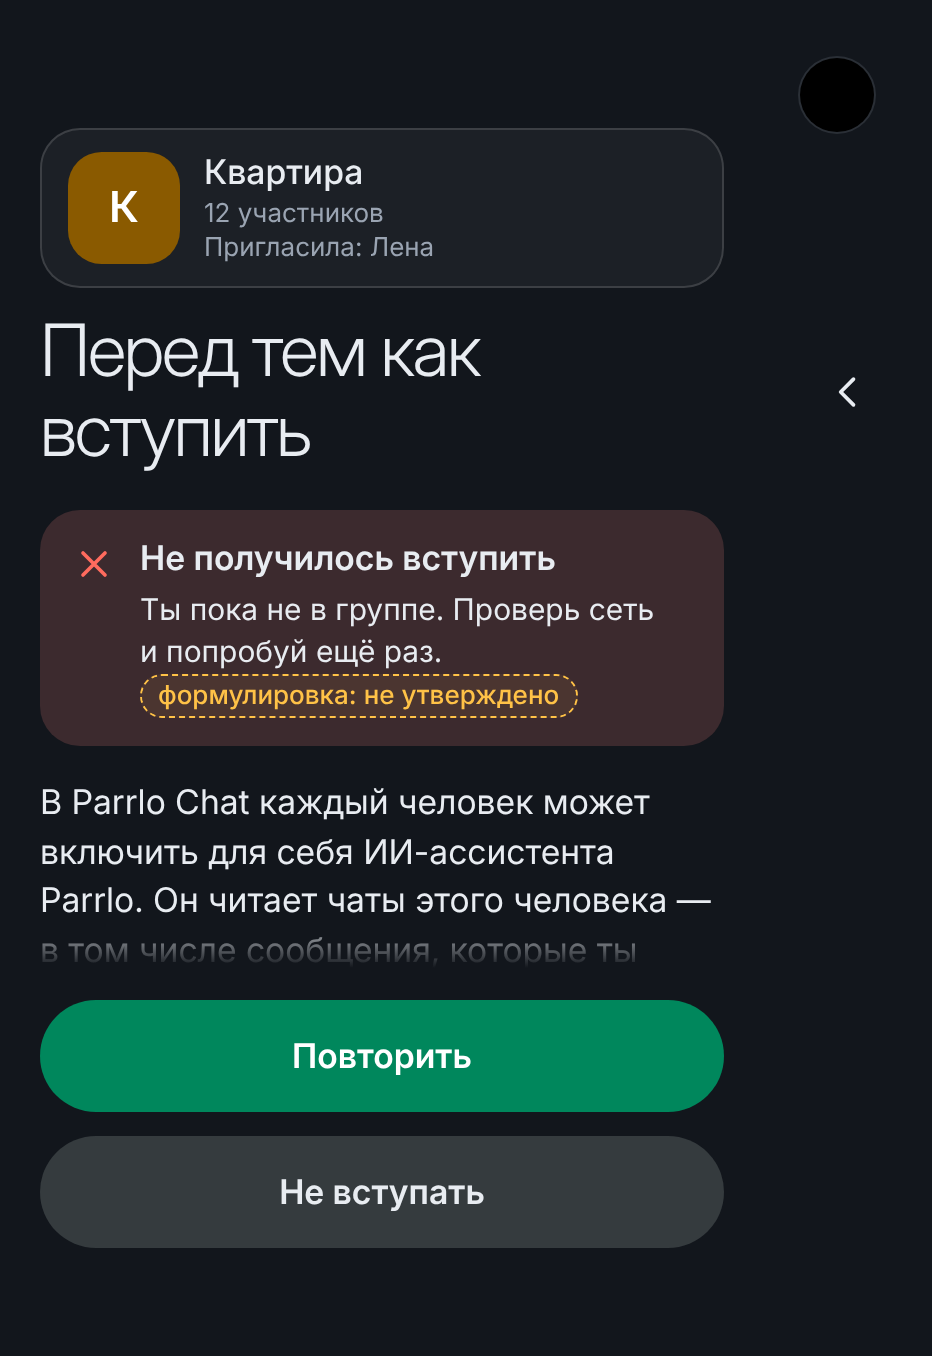 К
Квартира
12 участников
Пригласила: Лена
Перед тем как
вступить
Не получилось вступить
Ты пока не в группе. Проверь сеть
и попробуй ещё раз.
формулировка: не утверждено
В Parrlo Chat каждый человек может
включить для себя ИИ-ассистента
Parrlo. Он читает чаты этого человека —
в том числе сообщения, которые ты
Повторить
Не вступать